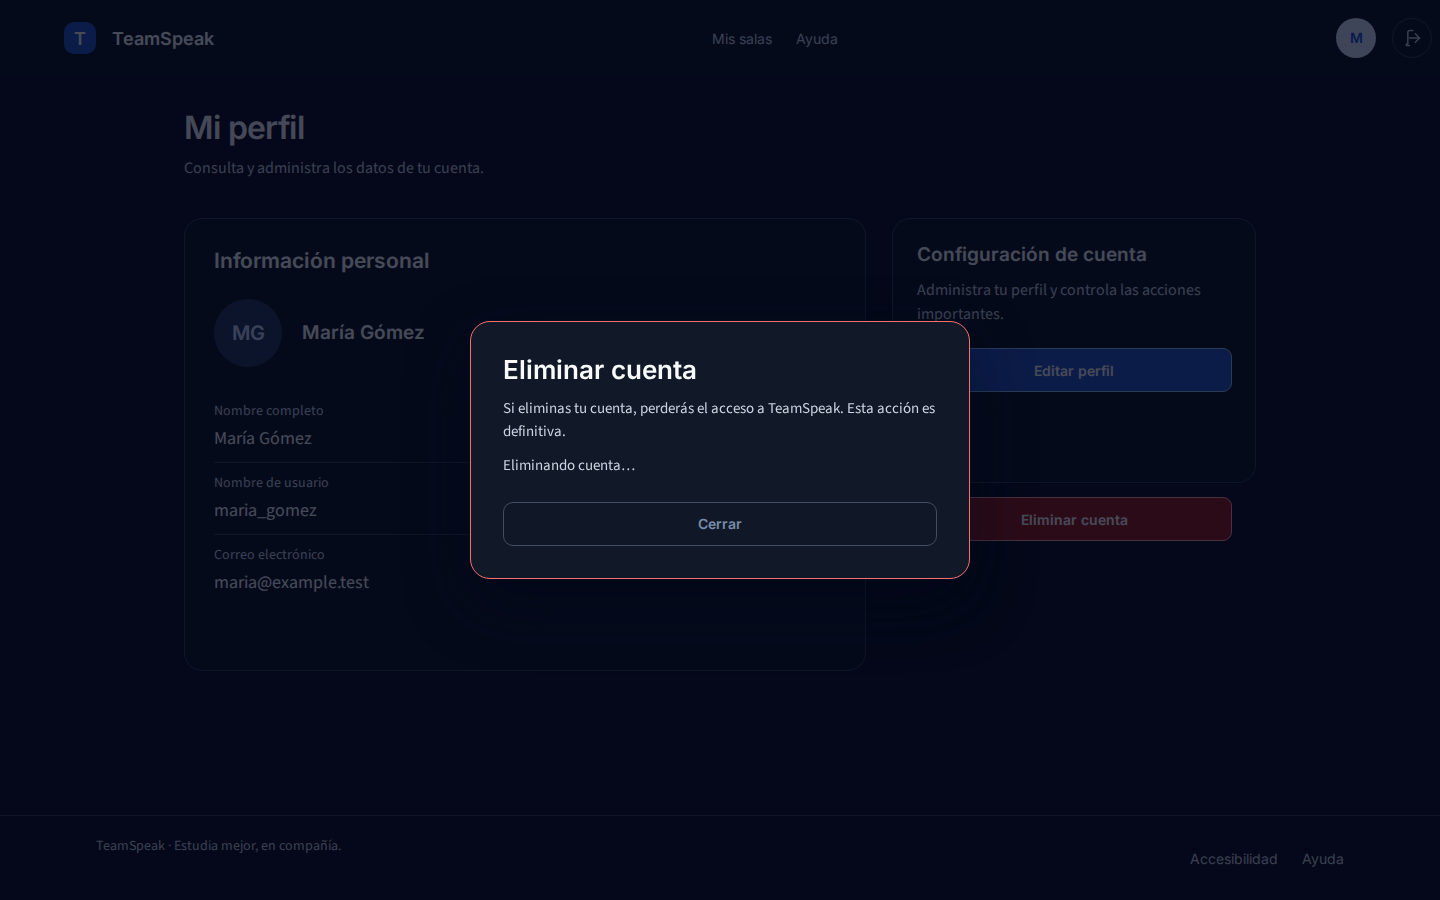 T TeamSpeak
Mis salas Ayuda
M
Mi perfil
Consulta y administra los datos de tu cuenta.
Información personal
MG
María Gómez
Nombre completo
María Gómez
Nombre de usuario
maria_gomez
Correo electrónico
maria@example.test
Configuración de cuenta
Administra tu perfil y controla las acciones
importantes.
Editar perfil
Eliminar cuenta
Eliminar cuenta
Si eliminas tu cuenta, perderás el acceso a TeamSpeak. Esta acción es
definitiva.
Eliminando cuenta…
Cerrar
TeamSpeak · Estudia mejor, en compañía.
Accesibilidad Ayuda